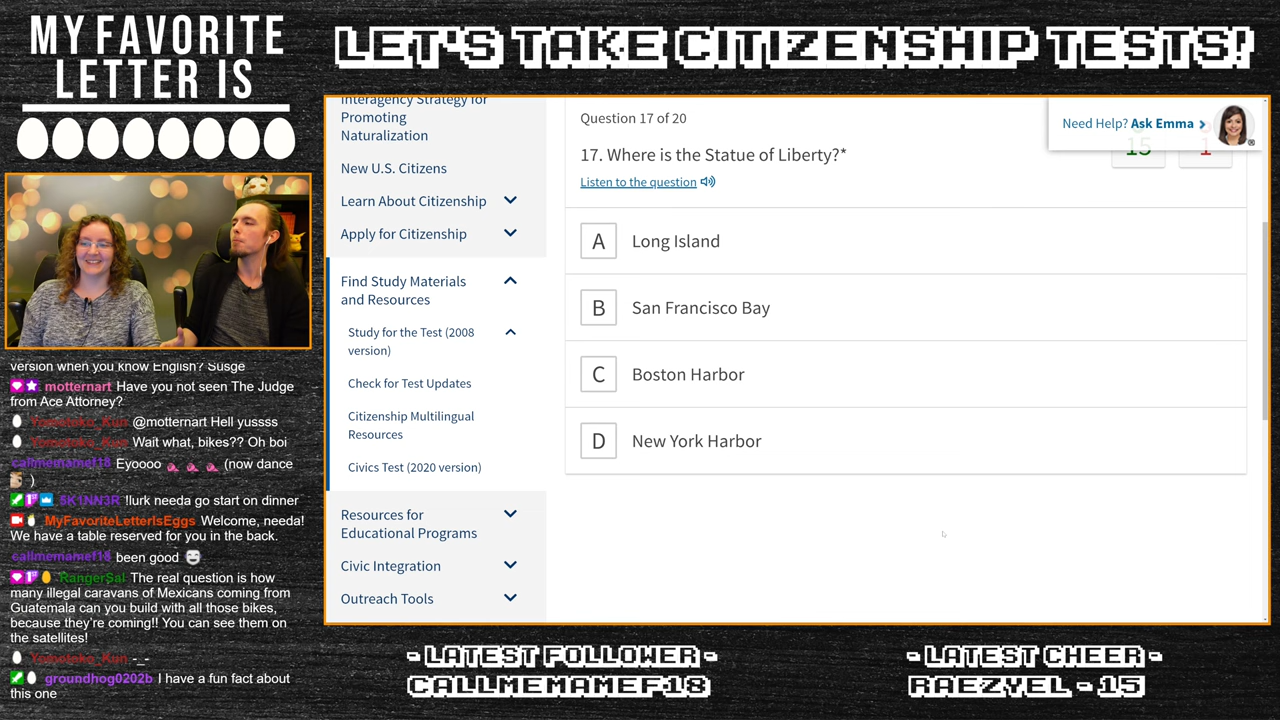 MY FAVORITE
LETTER IS
LET'S TAKE CITIZENSHIP TESTS!
Interagency Strategy for
Promoting
Naturalization
New U.S. Citizens
Learn About Citizenship
Apply for Citizenship
Find Study Materials
and Resources
Study for the Test (2008
version)
Check for Test Updates
Citizenship Multilingual
Resources
Civics Test (2020 version)
Resources for
Educational Programs
Civic Integration
Outreach Tools
Question 17 of 20
Need Help? Ask Emma
15
1
17. Where is the Statue of Liberty?*
Listen to the question
A Long Island
B San Francisco Bay
C Boston Harbor
D New York Harbor
version when you know English? Susge
motternart Have you not seen The Judge
from Ace Attorney?
Yomotoko_Kun @motternart Hell yussss
Yomotoko_Kun Wait what, bikes?? Oh boi
callmemamef18 Eyoooo (now dance
)
5K1NN3R !lurk needa go start on dinner
MyFavoriteLetterIsEggs Welcome, needa!
We have a table reserved for you in the back.
callmemamef18 been good
RangerSal The real question is how
many illegal caravans of Mexicans coming from
Guatemala can you build with all those bikes,
because they're coming!! You can see them on
the satellites!
Yomotoko_Kun -_-
groundhog0202b I have a fun fact about
this one
- LATEST FOLLOWER -
CALLMEMAMEF18
- LATEST CHEER -
RAEZYEL - 15